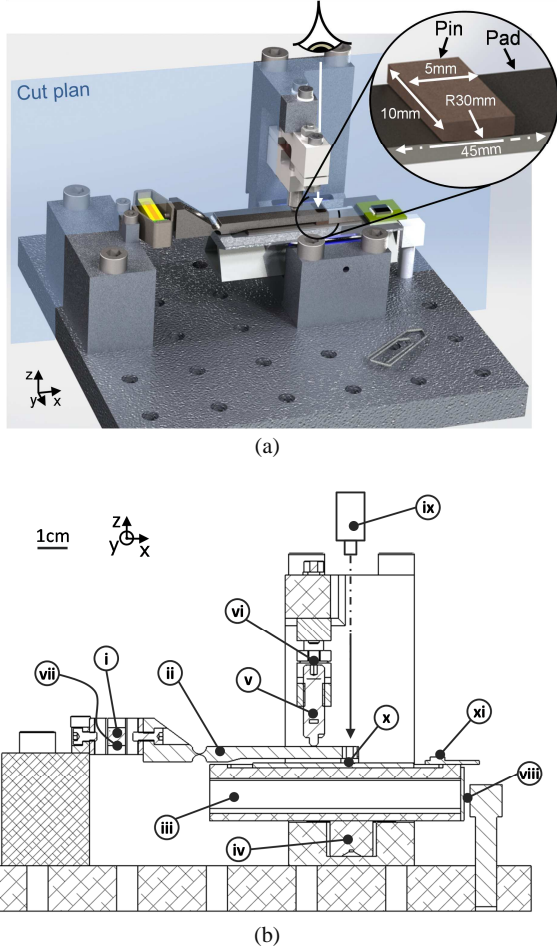 Cut plan
Pin
Pad
5mm
10mm
R30mm
45mm
z
y x
(a)
1cm
z
y x
ix
vi
vii i ii
v
x xi
viii
iii
iv
(b)